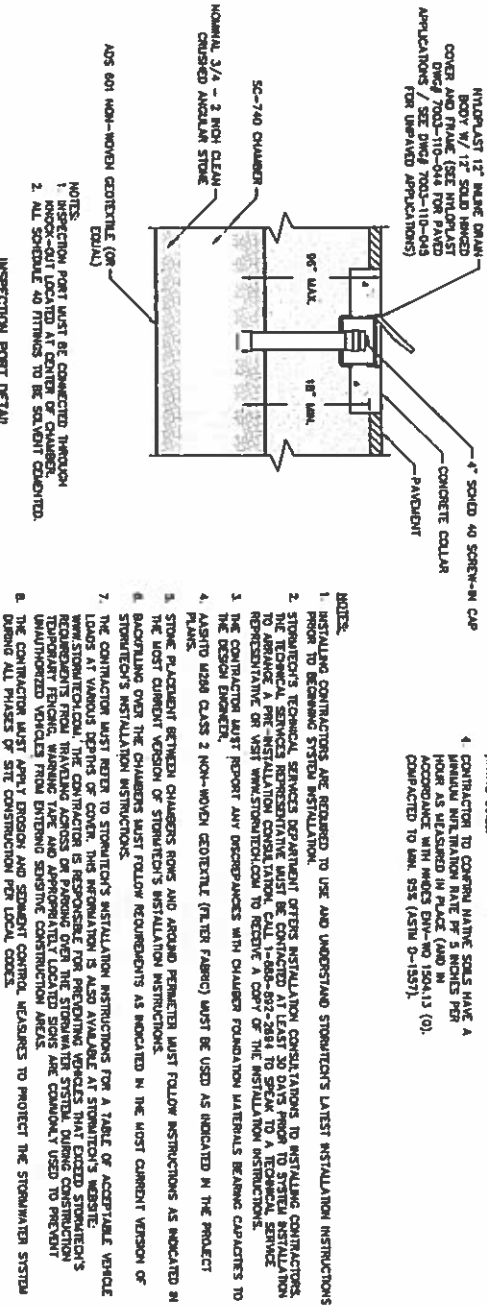 NYLOPLAST 12" INLINE DRAIN
BODY W/ 12" SOLID HINGED
COVER AND FRAME (SEE NYLOPLAST
DWG# 7003-110-044 FOR PAVED
APPLICATIONS / SEE DWG# 7003-110-045
FOR UNPAVED APPLICATIONS)
4" SCHED 40 SCREW-IN CAP
CONCRETE COLLAR
PAVEMENT
96" MAX.
18" MIN.
SC-740 CHAMBER
NOMINAL 3/4 - 2 INCH CLEAN
CRUSHED ANGULAR STONE
ADS 601 NON-WOVEN GEOTEXTILE (OR
EQUAL)
NOTES:
1. INSPECTION PORT MUST BE CONNECTED THROUGH
KNOCK-OUT LOCATED AT CENTER OF CHAMBER.
2. ALL SCHEDULE 40 FITTINGS TO BE SOLVENT CEMENTED.
INSPECTION PORT DETAIL
4. CONTRACTOR TO CONFIRM NATIVE SOILS HAVE A
MINIMUM INFILTRATION RATE PF 5 INCHES PER
HOUR AS MEASURED IN PLACE (AND IN
ACCORDANCE WITH NHDES ENV-WQ 1504.13 (0).
COMPACTED TO MIN. 95% (ASTM D-1557).
NOTES:
1. INSTALLING CONTRACTORS ARE REQUIRED TO USE AND UNDERSTAND STORMTECH'S LATEST INSTALLATION INSTRUCTIONS
PRIOR TO BEGINNING SYSTEM INSTALLATION.
2. STORMTECH'S TECHNICAL SERVICES DEPARTMENT OFFERS INSTALLATION CONSULTATIONS TO INSTALLING CONTRACTORS.
THE TECHNICAL SERVICES REPRESENTATIVE MUST BE CONTACTED AT LEAST 30 DAYS PRIOR TO SYSTEM INSTALLATION
TO ARRANGE A PRE-INSTALLATION CONSULTATION. CALL 1-888-892-2694 TO SPEAK TO A TECHNICAL SERVICE
REPRESENTATIVE OR VISIT WWW.STORMTECH.COM TO RECEIVE A COPY OF THE INSTALLATION INSTRUCTIONS.
3. THE CONTRACTOR MUST REPORT ANY DISCREPANCIES WITH CHAMBER FOUNDATION MATERIALS BEARING CAPACITIES TO
THE DESIGN ENGINEER.
4. AASHTO M288 CLASS 2 NON-WOVEN GEOTEXTILE (FILTER FABRIC) MUST BE USED AS INDICATED IN THE PROJECT
PLANS.
5. STONE PLACEMENT BETWEEN CHAMBERS ROWS AND AROUND PERIMETER MUST FOLLOW INSTRUCTIONS AS INDICATED IN
THE MOST CURRENT VERSION OF STORMTECH'S INSTALLATION INSTRUCTIONS.
6. BACKFILLING OVER THE CHAMBERS MUST FOLLOW REQUIREMENTS AS INDICATED IN THE MOST CURRENT VERSION OF
STORMTECH'S INSTALLATION INSTRUCTIONS.
7. THE CONTRACTOR MUST REFER TO STORMTECH'S INSTALLATION INSTRUCTIONS FOR A TABLE OF ACCEPTABLE VEHICLE
LOADS AT VARIOUS DEPTHS OF COVER. THIS INFORMATION IS ALSO AVAILABLE AT STORMTECH'S WEBSITE:
WWW.STORMTECH.COM. THE CONTRACTOR IS RESPONSIBLE FOR PREVENTING VEHICLES THAT EXCEED STORMTECH'S
REQUIREMENTS FROM TRAVELING ACROSS OR PARKING OVER THE STORMWATER SYSTEM. DURING CONSTRUCTION
TEMPORARY FENCING, WARNING TAPE AND APPROPRIATELY LOCATED SIGNS ARE COMMONLY USED TO PREVENT
UNAUTHORIZED VEHICLES FROM ENTERING SENSITIVE CONSTRUCTION AREAS.
8. THE CONTRACTOR MUST APPLY EROSION AND SEDIMENT CONTROL MEASURES TO PROTECT THE STORMWATER SYSTEM
DURING ALL PHASES OF SITE CONSTRUCTION PER LOCAL CODES.